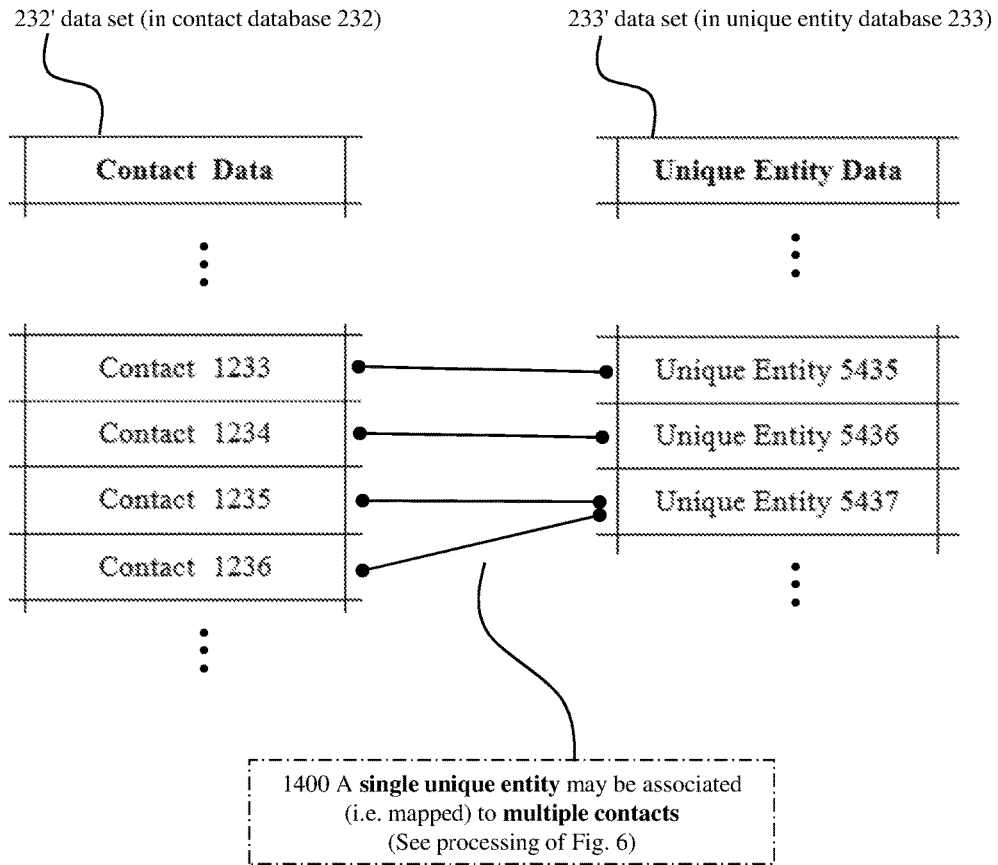 232' data set (in contact database 232)
233' data set (in unique entity database 233)
Contact Data
Unique Entity Data
Contact 1233
Unique Entity 5435
Contact 1234
Unique Entity 5436
Contact 1235
Unique Entity 5437
Contact 1236
1400 A single unique entity may be associated
(i.e. mapped) to multiple contacts
(See processing of Fig. 6)